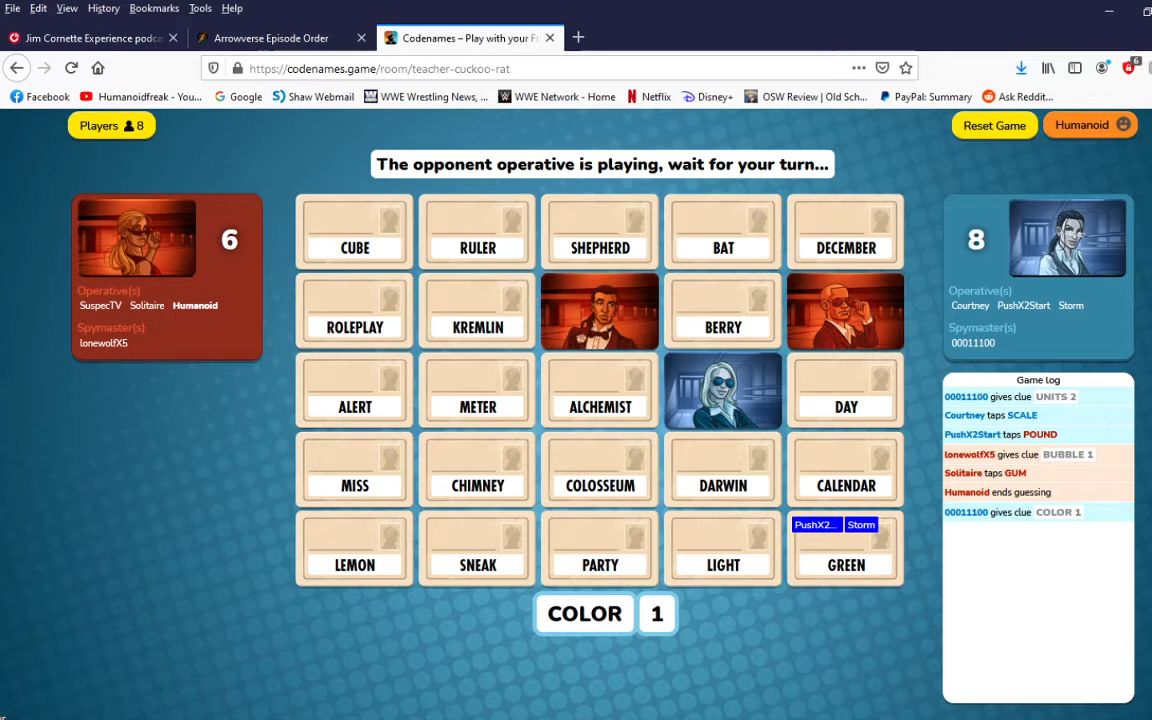 File Edit View History Bookmarks Tools Help
Jim Cornette Experience podca
Arrowverse Episode Order
Codenames – Play with your Fr
https://codenames.game/room/teacher-cuckoo-rat
6
Facebook Humanoidfreak - You... Google Shaw Webmail WWE Wrestling News, ... WWE Network - Home Netflix Disney+ OSW Review | Old Sch... PayPal: Summary Ask Reddit...
Players 8
Reset Game
Humanoid
The opponent operative is playing, wait for your turn...
6
Operative(s)
SuspecTV Solitaire Humanoid
Spymaster(s)
lonewolfX5
CUBE RULER SHEPHERD BAT DECEMBER
ROLEPLAY KREMLIN BERRY
ALERT METER ALCHEMIST DAY
MISS CHIMNEY COLOSSEUM DARWIN CALENDAR
PushX2... Storm
LEMON SNEAK PARTY LIGHT GREEN
COLOR 1
8
Operative(s)
Courtney PushX2Start Storm
Spymaster(s)
00011100
Game log
00011100 gives clue UNITS 2
Courtney taps SCALE
PushX2Start taps POUND
lonewolfX5 gives clue BUBBLE 1
Solitaire taps GUM
Humanoid ends guessing
00011100 gives clue COLOR 1